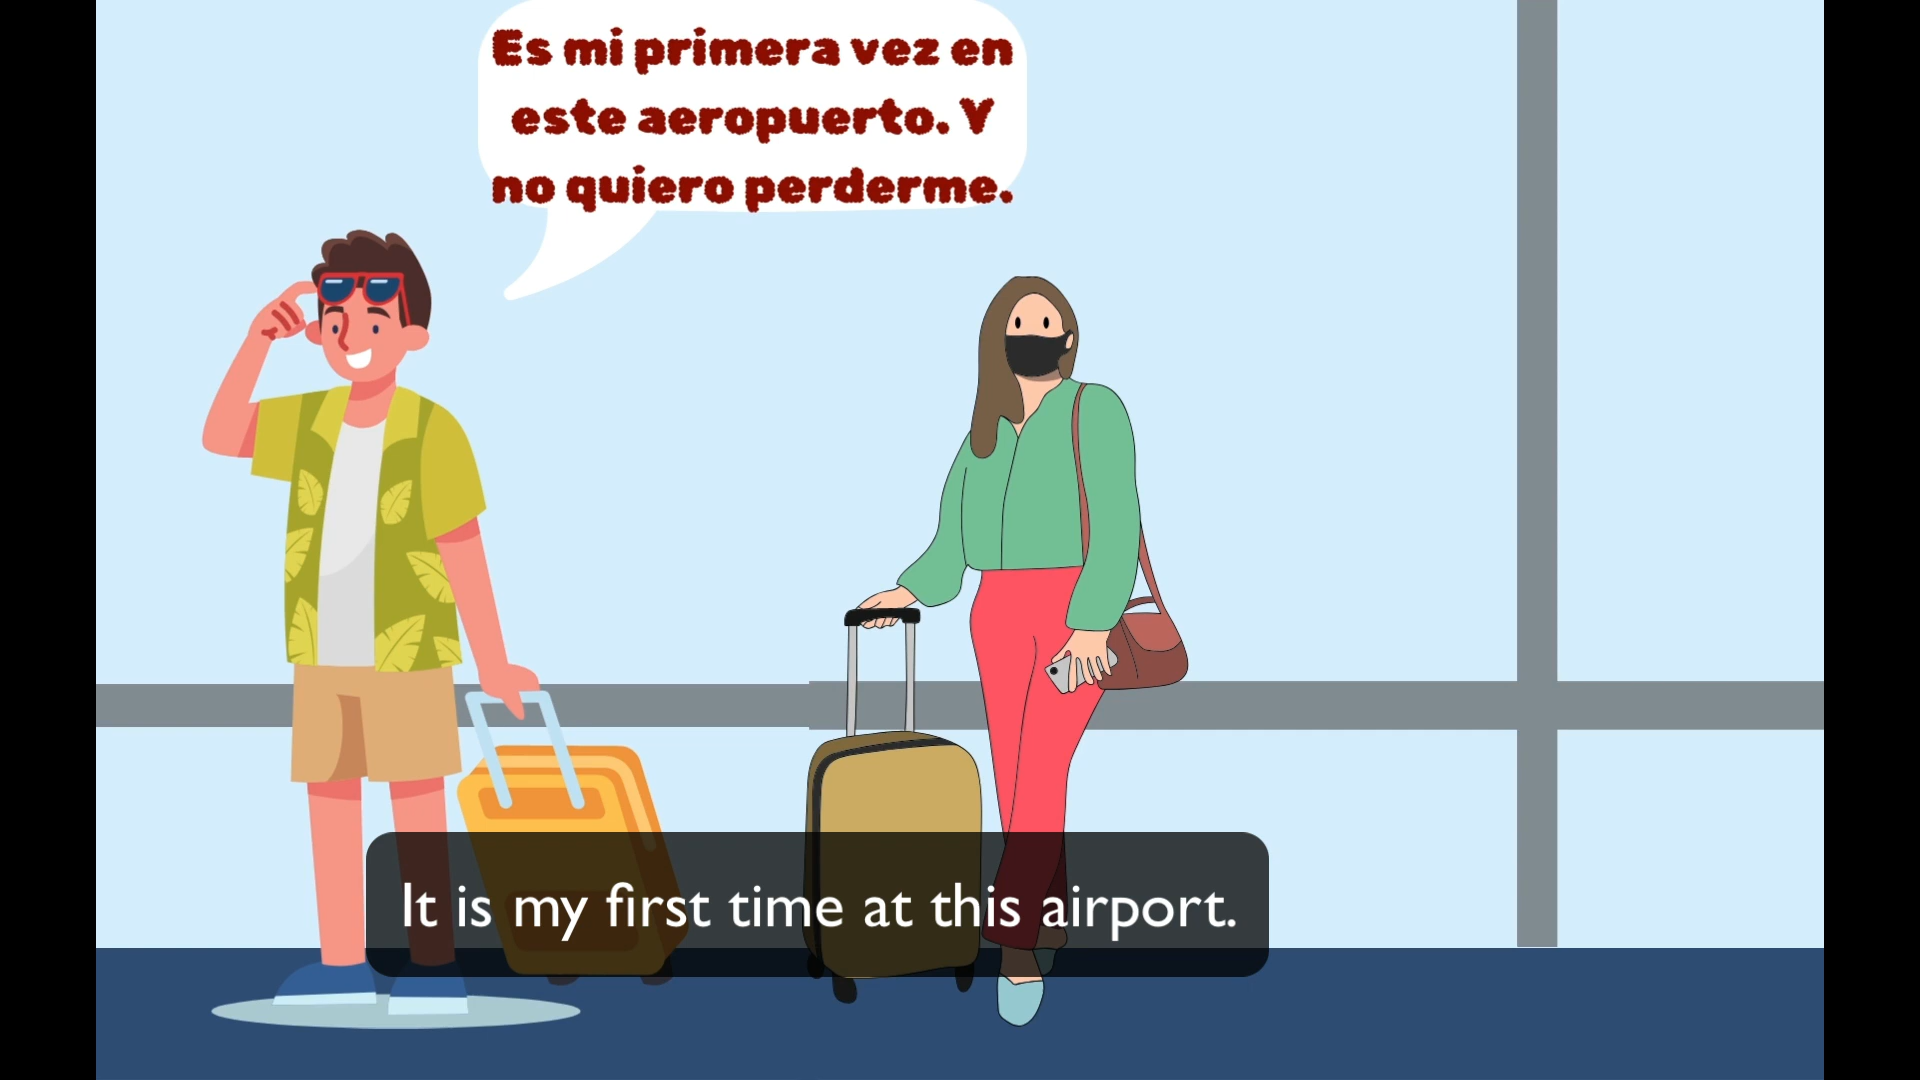 Es mi primera vez en
este aeropuerto. Y
no quiero perderme.
It is my first time at this airport.